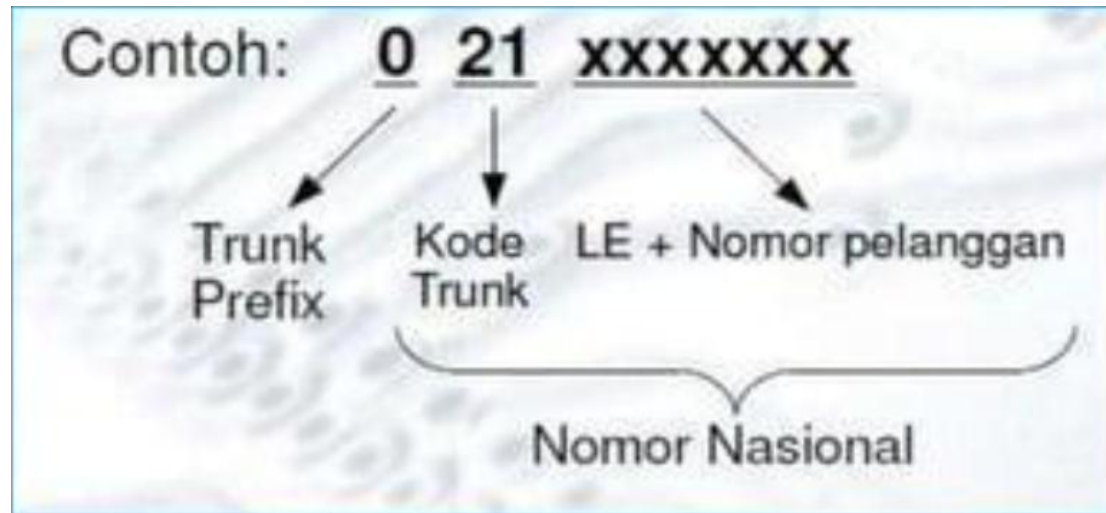 Contoh: 0 21 xxxxxxx
Trunk Prefix
Kode Trunk
LE + Nomor pelanggan
Nomor Nasional